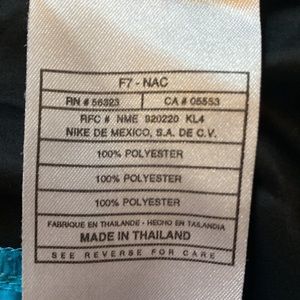 F7 - NAC
RN # 56323 CA # 05553
RFC # NME 920220 KL4
NIKE DE MEXICO, S.A. DE C.V.
100% POLYESTER
100% POLYESTER
100% POLYESTER
FABRIQUE EN THAILANDE - HECHO EN TAILANDIA
MADE IN THAILAND
SEE REVERSE FOR CARE